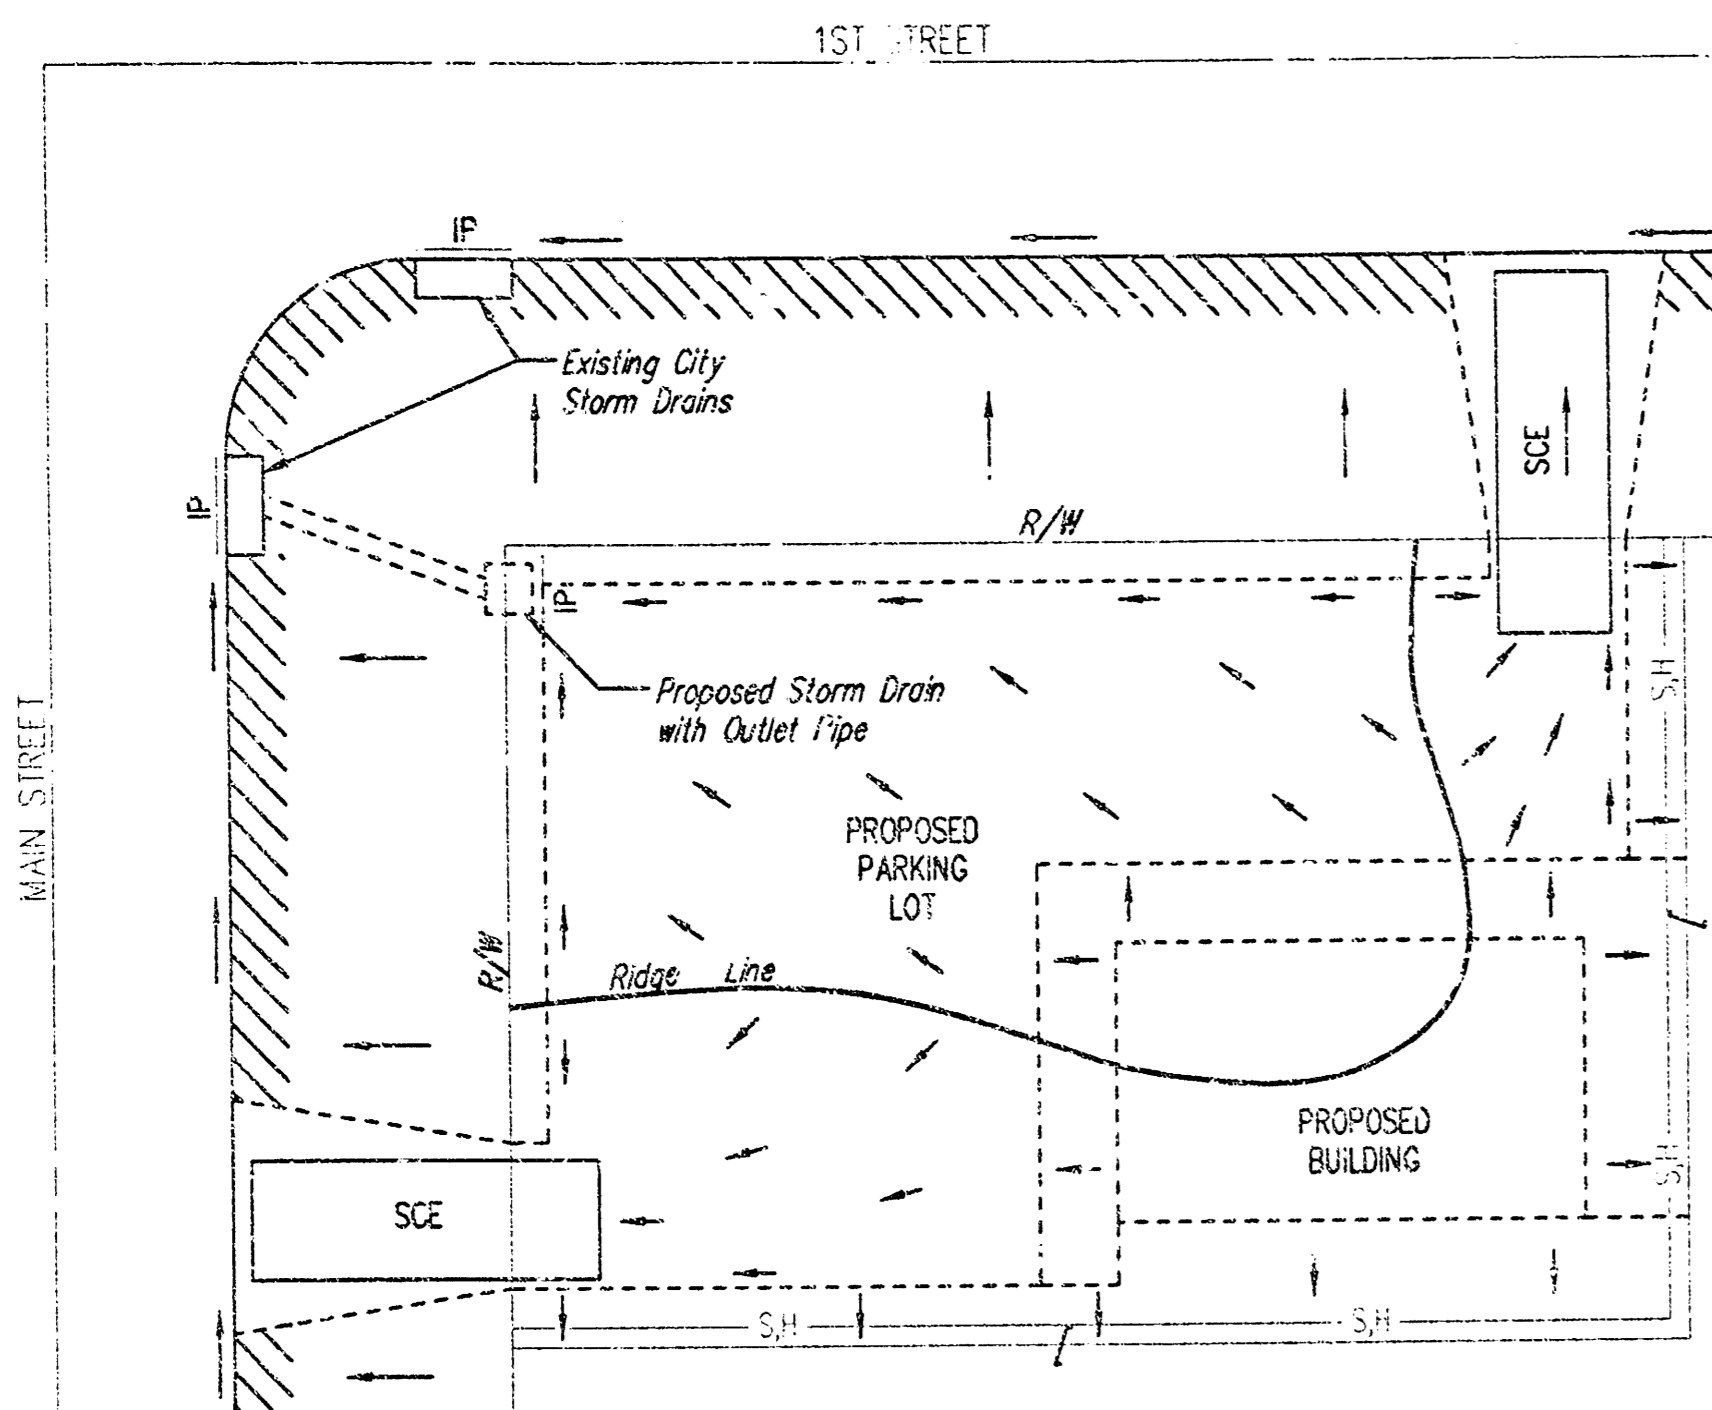 1ST STREET
IP
Existing City
Storm Drains
SCE
IP
R/W
IP
S,H
Proposed Storm Drain
with Outlet Pipe
MAIN STREET
PROPOSED
PARKING
LOT
R/W
Ridge Line
PROPOSED
BUILDING
S,H
SCE
S,H
S,H